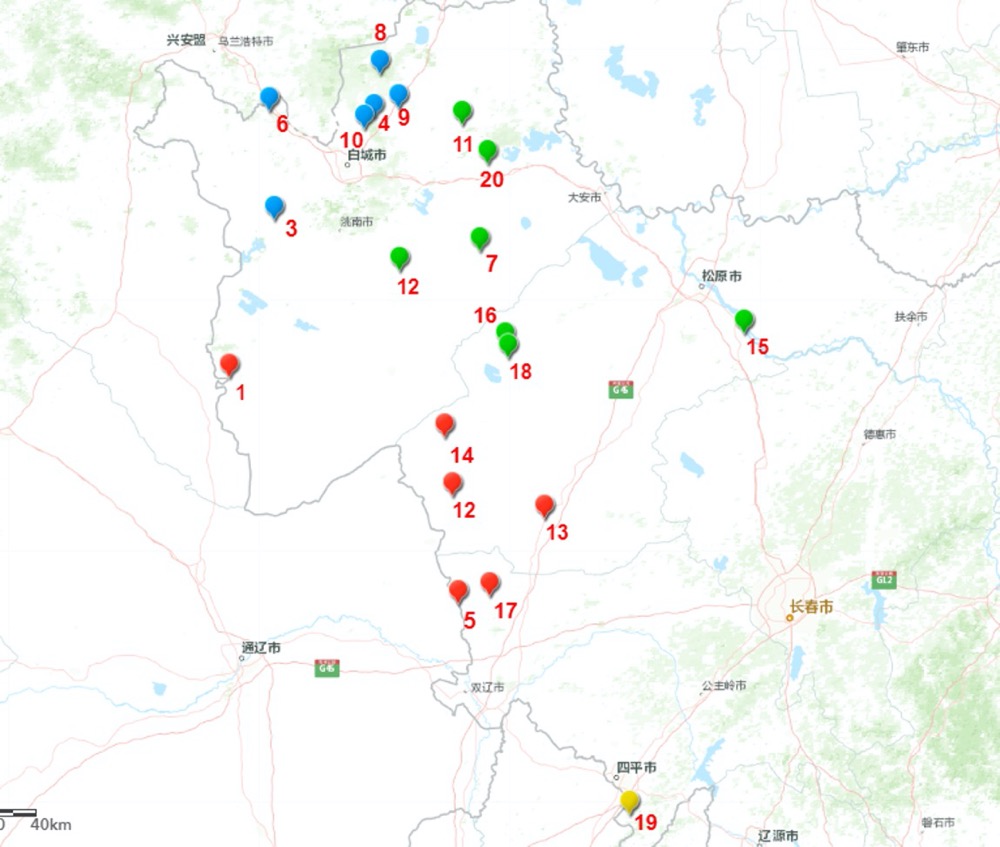 8
兴安盟
乌兰浩特市
肇东市
6
10
4
9
11
白城市
20
大安市
3
洮南市
7
12
松原市
16
扶余市
15
18
1
G45
德惠市
14
12
13
G12
5
17
长春市
通辽市
G45
双辽市
公主岭市
四平市
19
0
40km
辽源市
磐石市